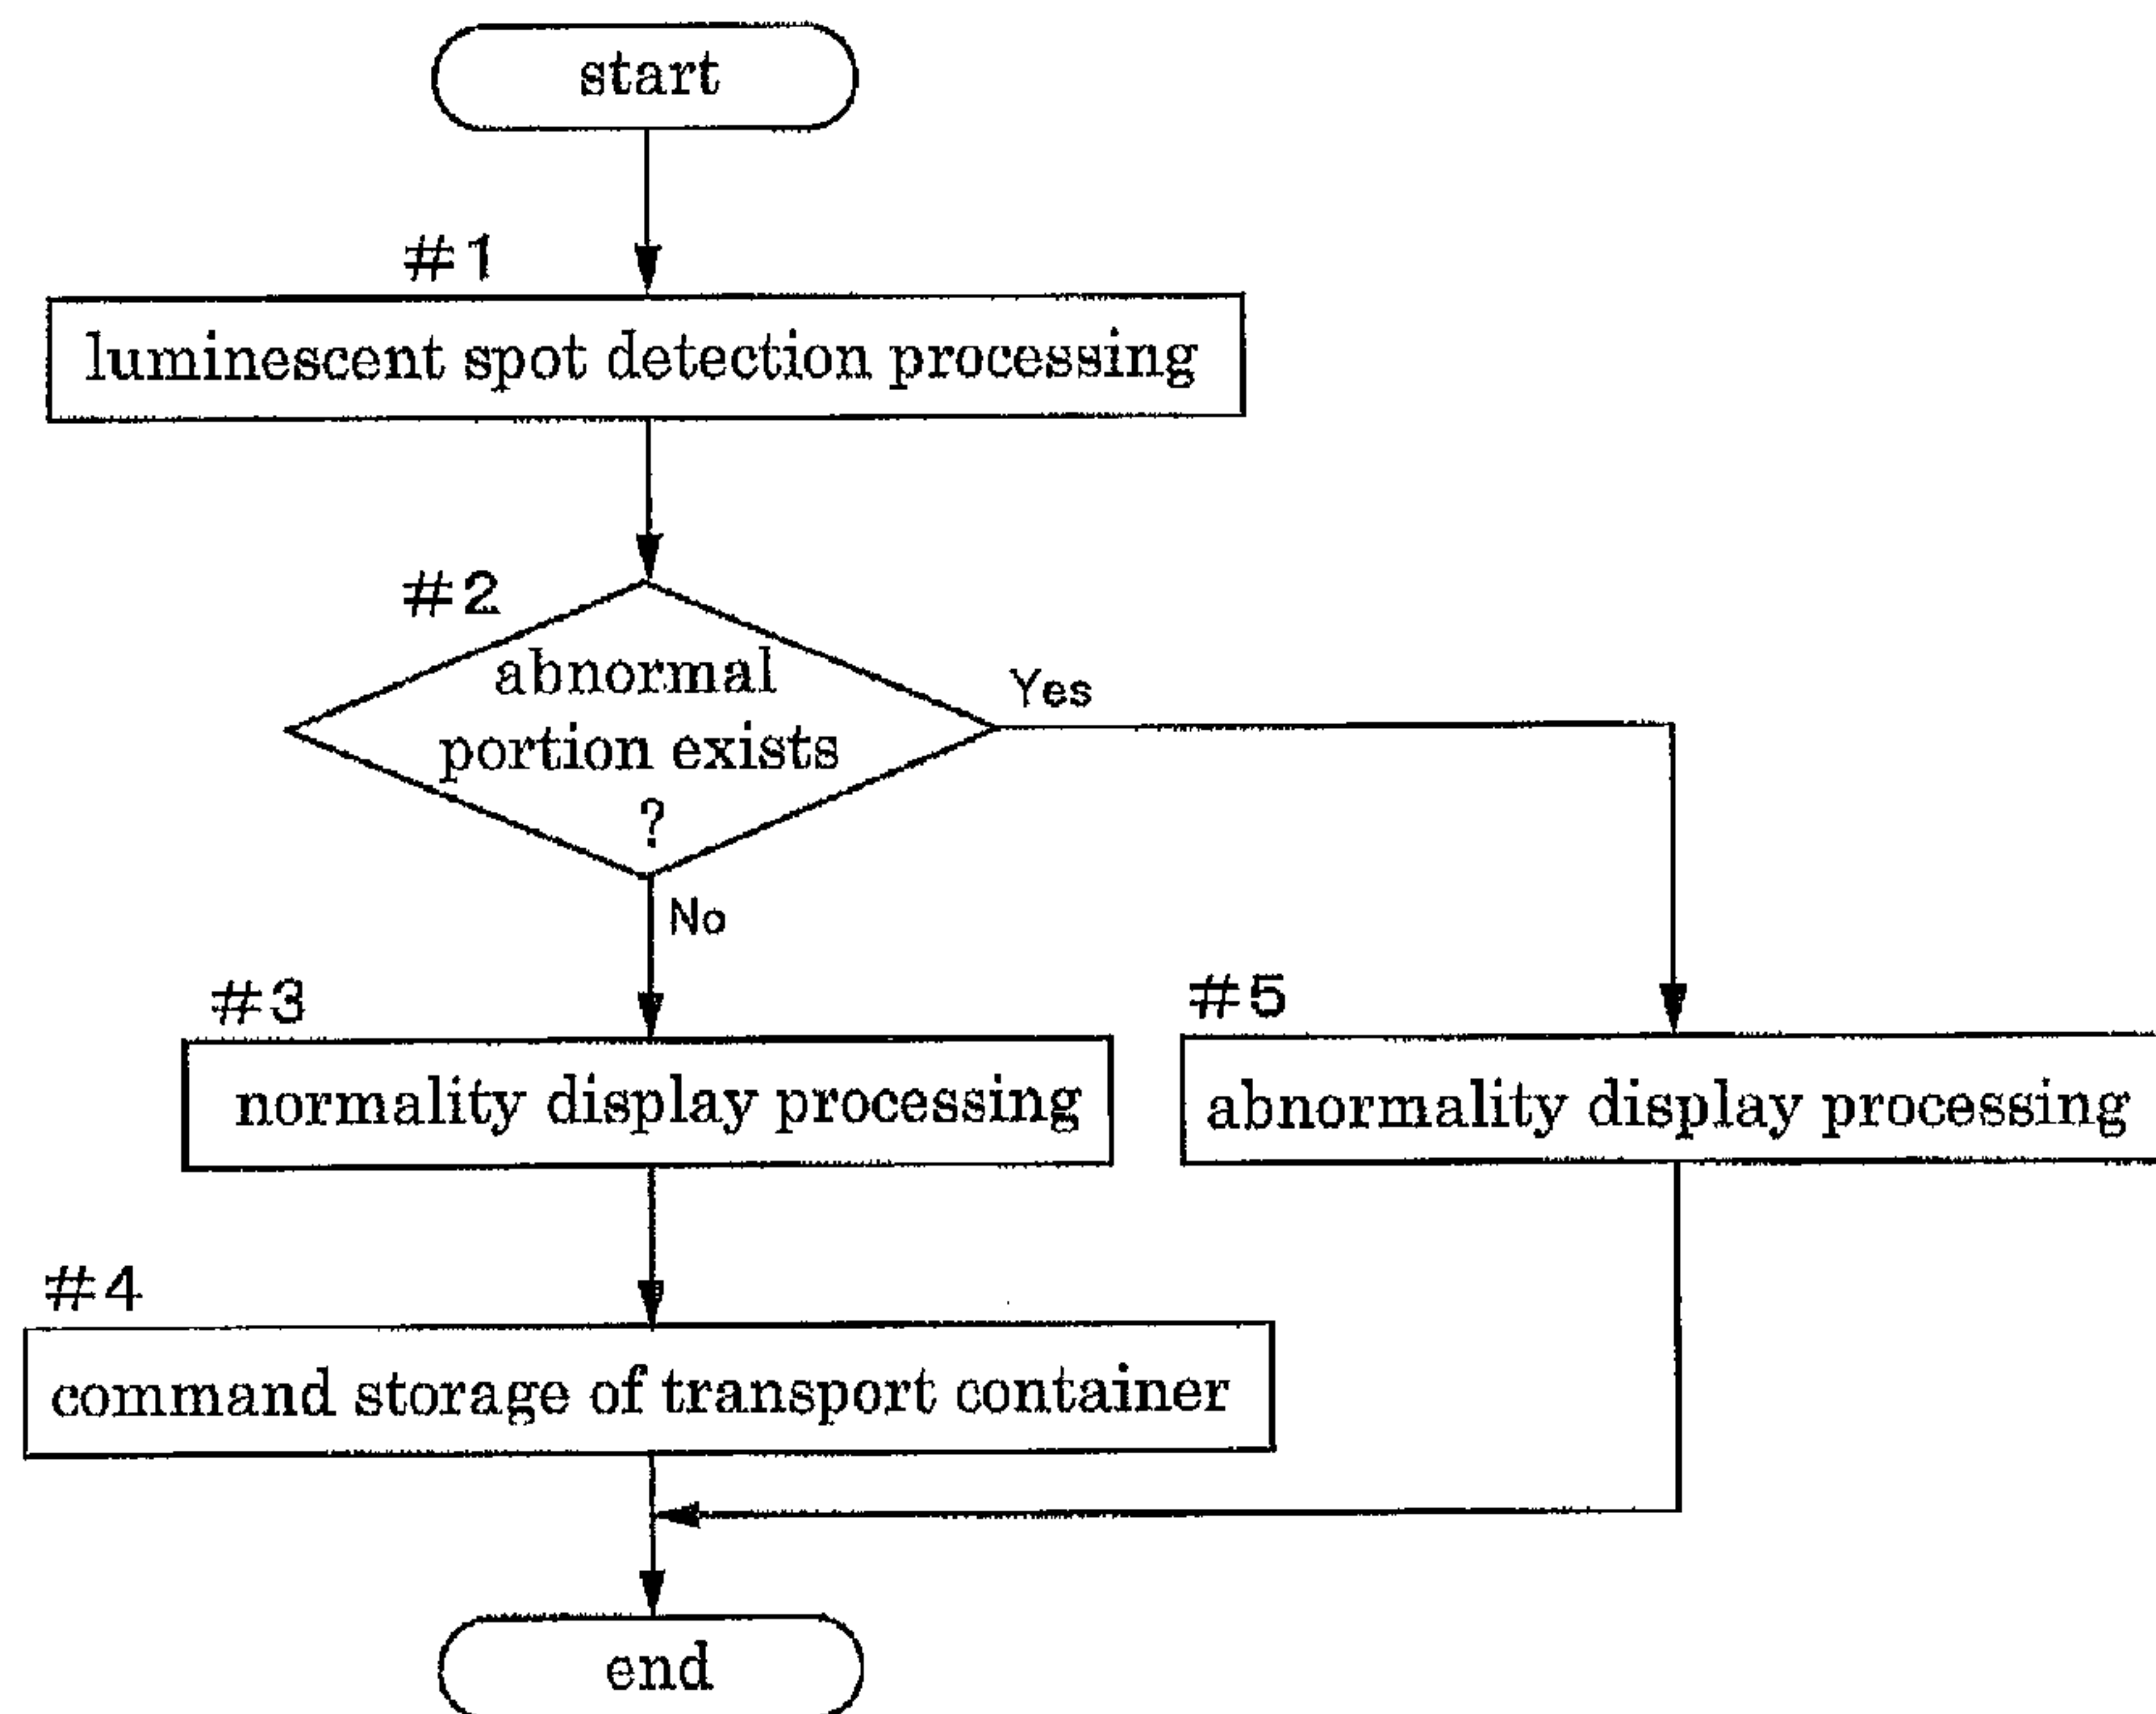 start
#1
luminescent spot detection processing
#2
abnormal
portion exists
?
Yes
No
#3
normality display processing
#5
abnormality display processing
#4
command storage of transport container
end